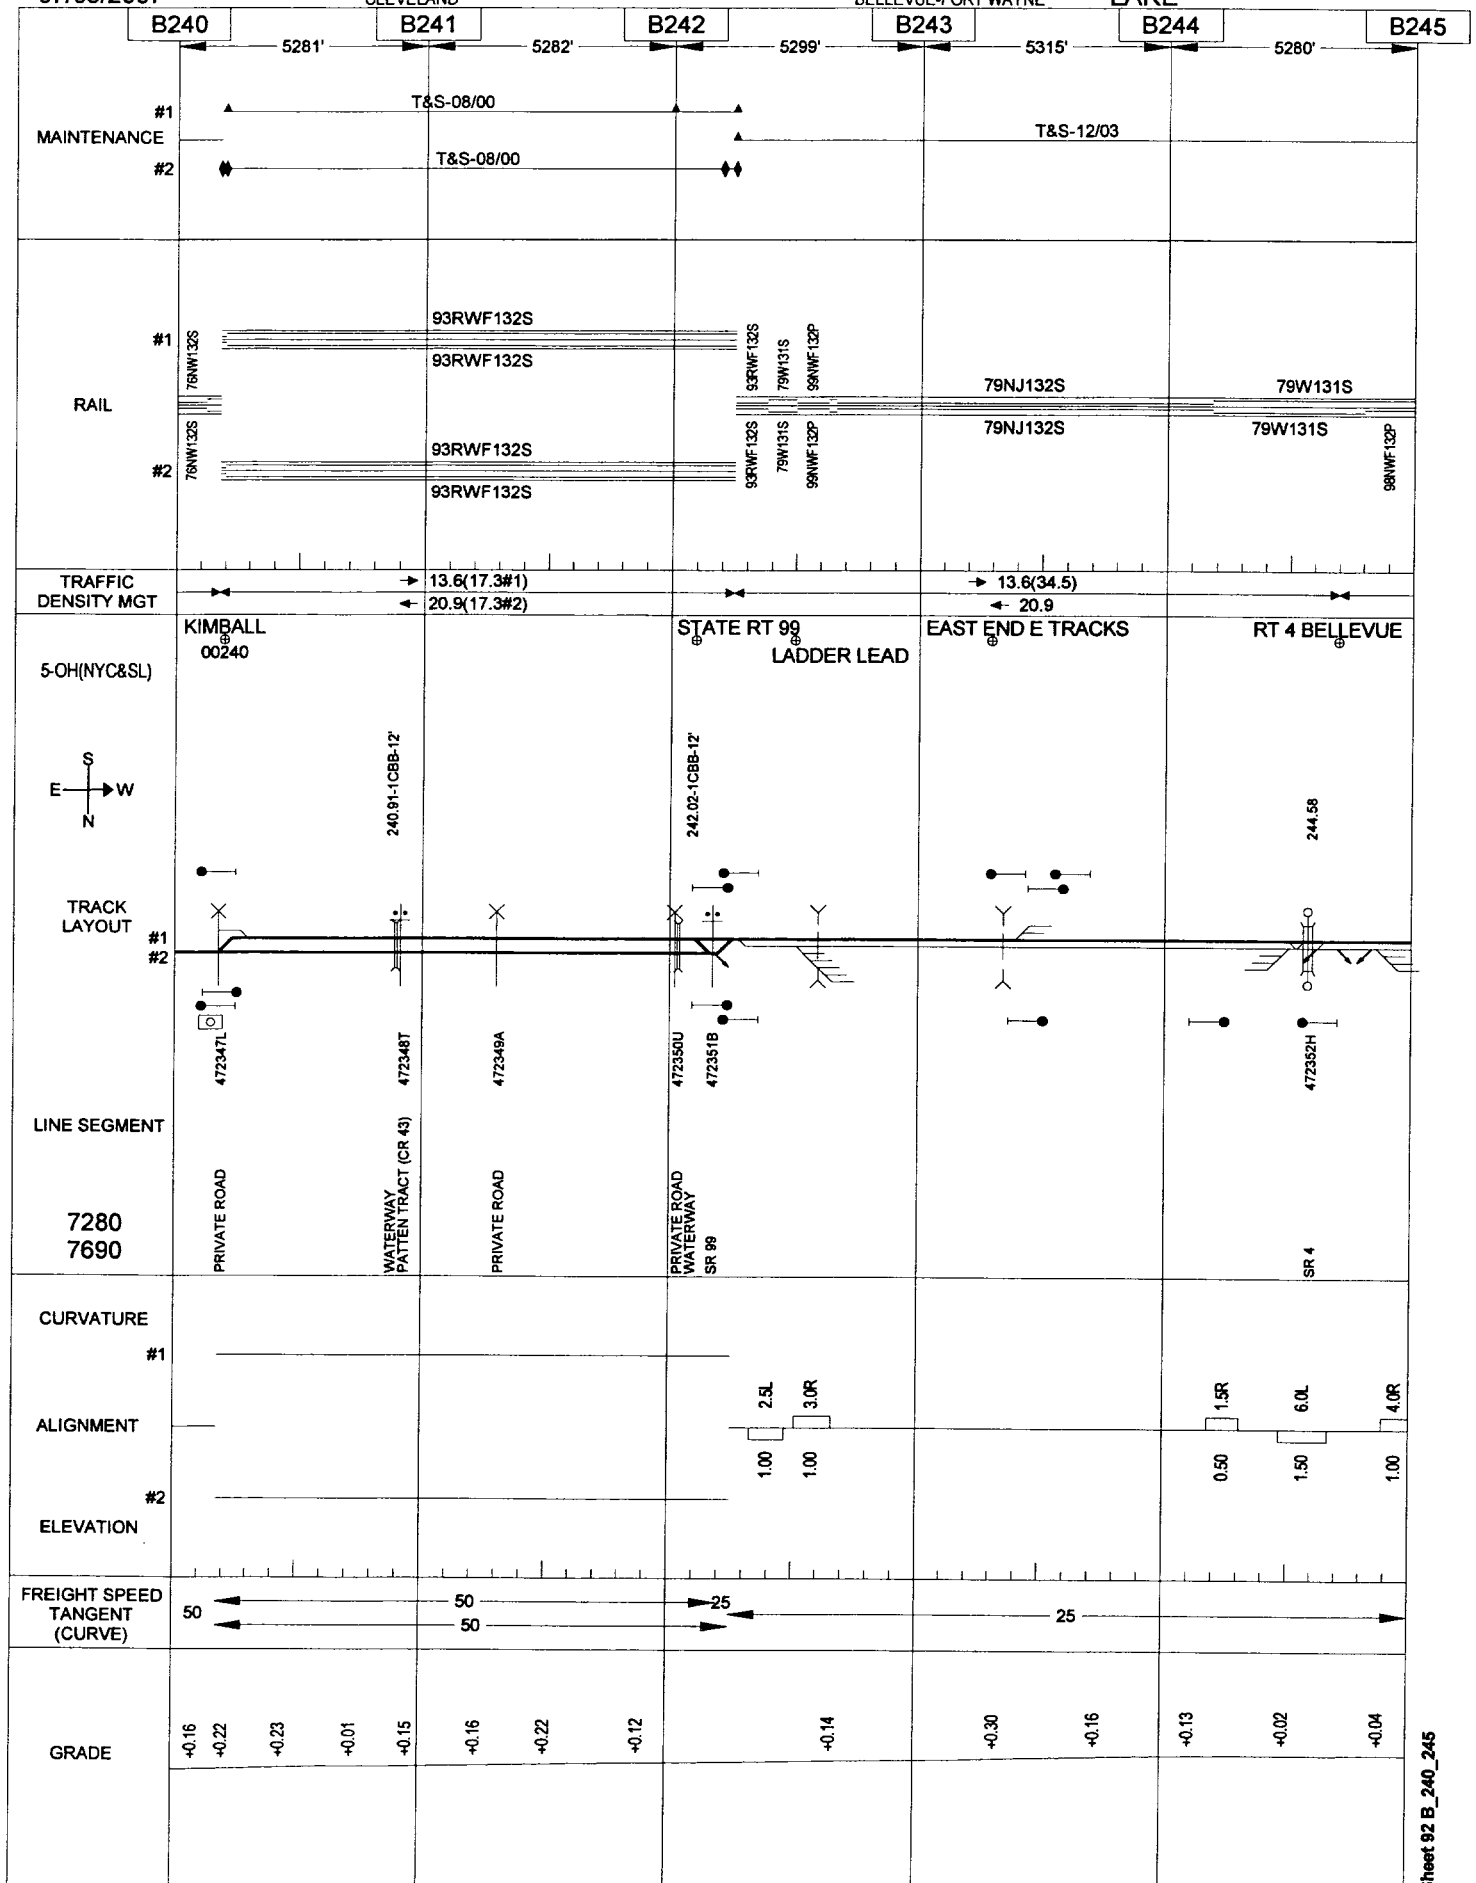 CLEVELAND
LAKE
B240 B241 B242 B243 B244 B245
5281' 5282' 5299' 5315' 5280'
#1 T&S-08/00
MAINTENANCE T&S-12/03
#2 T&S-08/00
93RWF132S
#1
93RWF132S
76NW132S
93RWF132S
79W131S
99NWF132P
RAIL
79NJ132S 79W131S
79NJ132S 79W131S
76NW132S
93RWF132S
79W131S
99NWF132P
98NWF132P
93RWF132S
#2
93RWF132S
TRAFFIC
DENSITY MGT
13.6(17.3#1) 13.6(34.5)
20.9(17.3#2) 20.9
KIMBALL STATE RT 99 EAST END E TRACKS RT 4 BELLEVUE
00240 LADDER LEAD
5-OH(NYC&SL)
S
E W
N
240.91-1CBB-12'
242.02-1CBB-12'
244.58
TRACK
LAYOUT
#1
#2
472347L
472348T
472349A
472350U
472351B
472352H
LINE SEGMENT
7280
7690
PRIVATE ROAD
WATERWAY
PATTEN TRACT (CR 43)
PRIVATE ROAD
PRIVATE ROAD
WATERWAY
SR 99
SR 4
CURVATURE
#1
2.5L 3.0R 1.5R 6.0L 4.0R
ALIGNMENT
1.00 1.00 0.50 1.50 1.00
#2
ELEVATION
FREIGHT SPEED
TANGENT
(CURVE)
50 50 25 25
50
GRADE
+0.16 +0.22 +0.23 +0.01 +0.15 +0.16 +0.22 +0.12 +0.14 +0.30 +0.16 +0.13 +0.02 +0.04
92 B_240_245